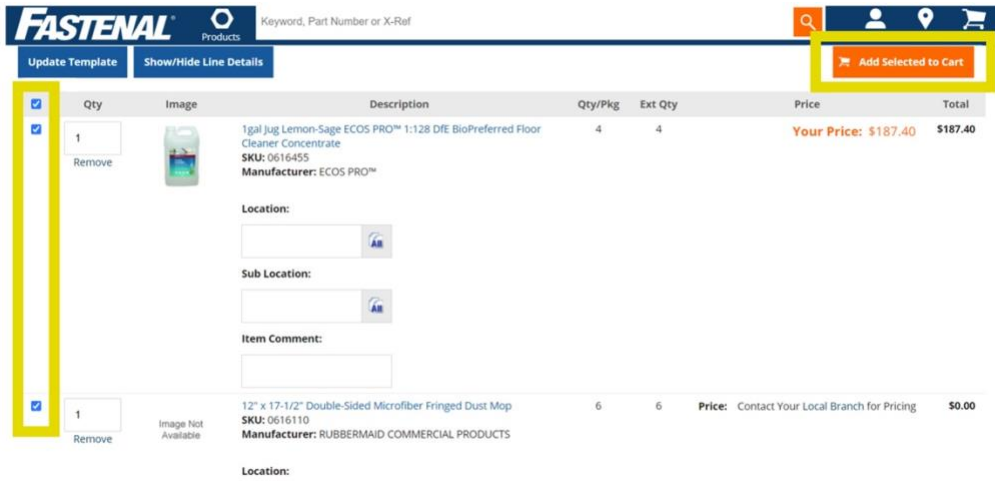 FASTENAL®
Products
Keyword, Part Number or X-Ref
Update Template
Show/Hide Line Details
Add Selected to Cart
Qty Image Description Qty/Pkg Ext Qty Price Total
1 1gal Jug Lemon-Sage ECOS PRO™ 1:128 DfE BioPreferred Floor 4 4 Your Price: $187.40 $187.40
Cleaner Concentrate
Remove
SKU: 0616455
Manufacturer: ECOS PRO™
Location:
All
Sub Location:
All
Item Comment:
1 12" x 17-1/2" Double-Sided Microfiber Fringed Dust Mop 6 6 Price: Contact Your Local Branch for Pricing $0.00
SKU: 0616110
Image Not
Available
Remove
Manufacturer: RUBBERMAID COMMERCIAL PRODUCTS
Location: